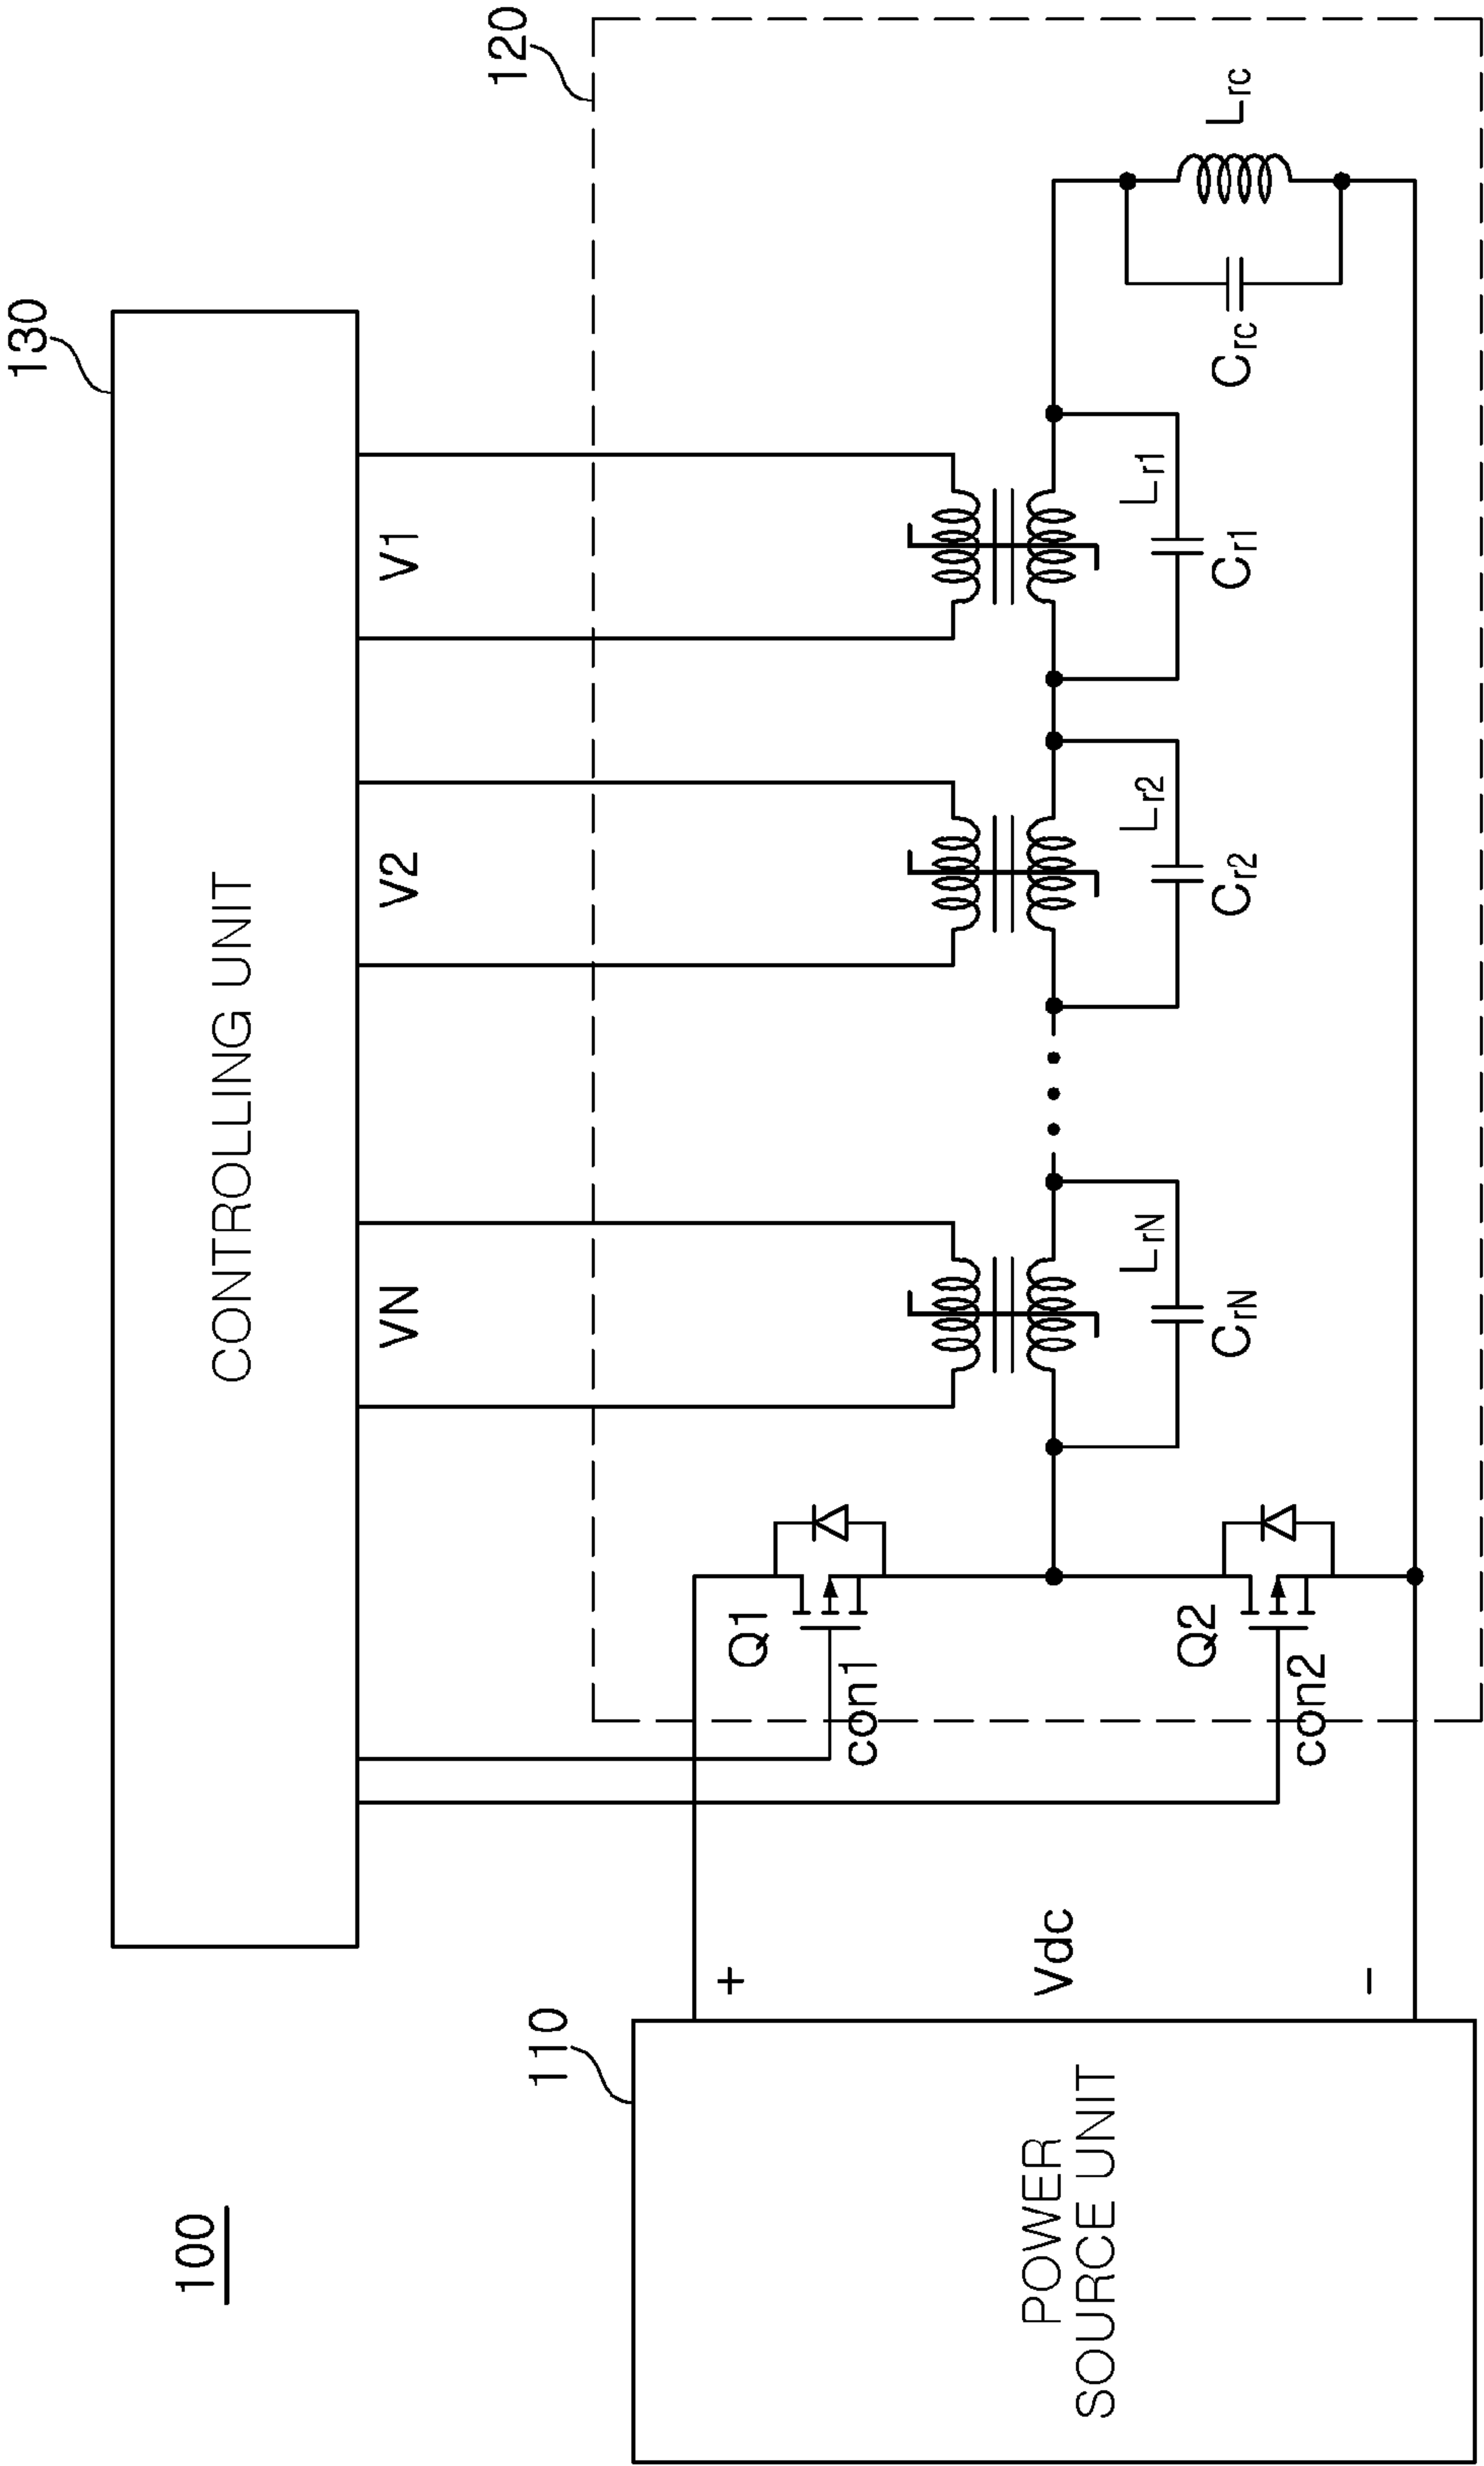 100
130
CONTROLLING UNIT
VN
V2
V1
120
110
POWER
SOURCE UNIT
+
Vdc
-
Q1
con1
Q2
con2
LrN
CrN
Lr2
Cr2
Lr1
Cr1
Crc
Lrc